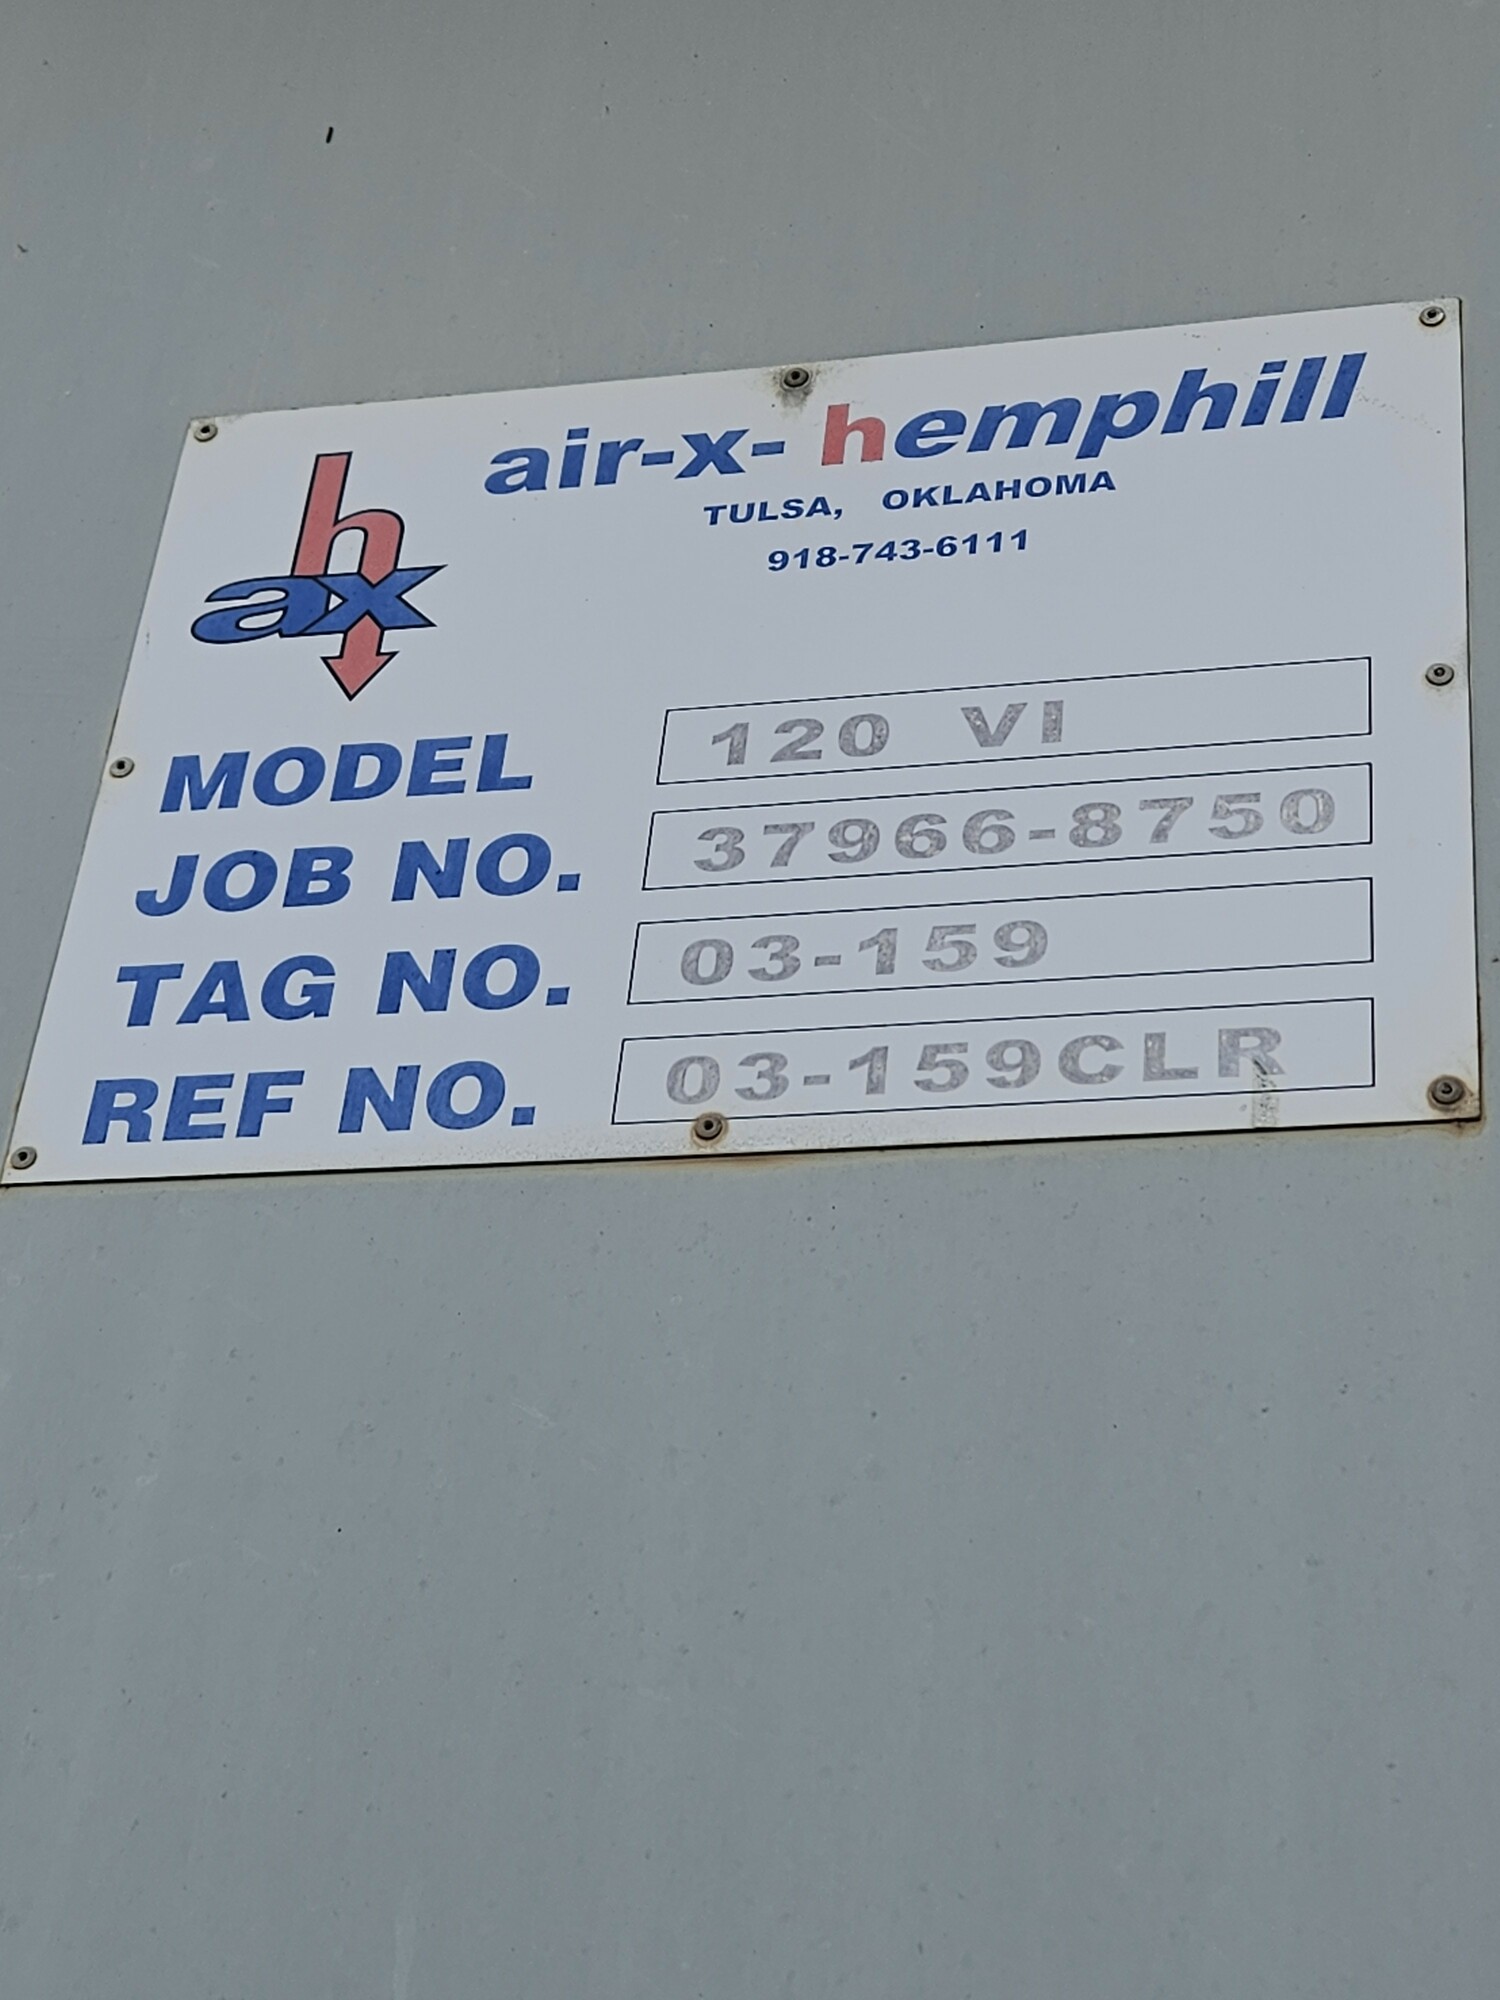 hax
air-x-hemphill
TULSA, OKLAHOMA
918-743-6111
MODEL 120 VI
JOB NO. 37966-8750
TAG NO. 03-159
REF NO. 03-159CLR